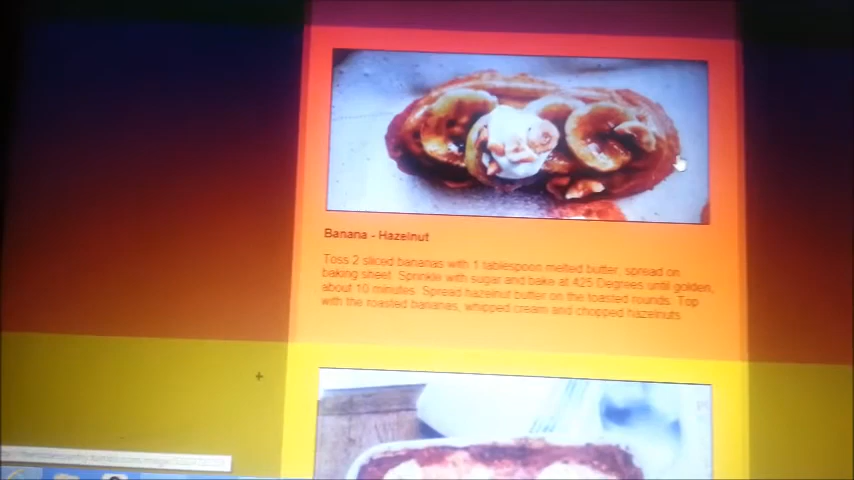 Banana - Hazelnut
Toss 2 sliced bananas with 1 tablespoon melted butter, spread on
baking sheet. Sprinkle with sugar and bake at 425 Degrees until golden,
about 10 minutes. Spread hazelnut butter on the toasted rounds. Top
with the roasted bananas, whipped cream and chopped hazelnuts.